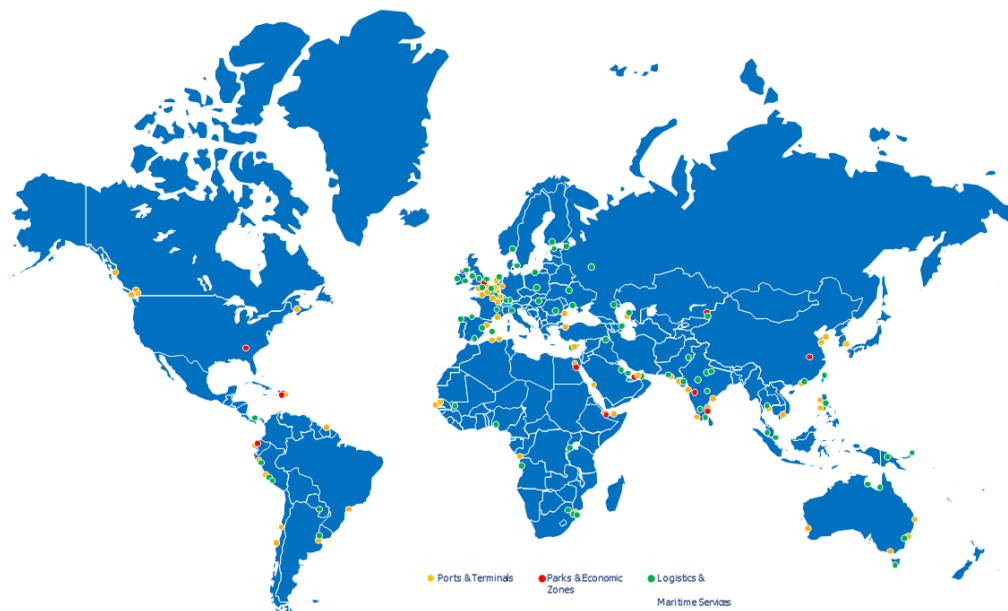 Ports & Terminals
Parks & Economic
Zones
Logistics &
Maritime Services